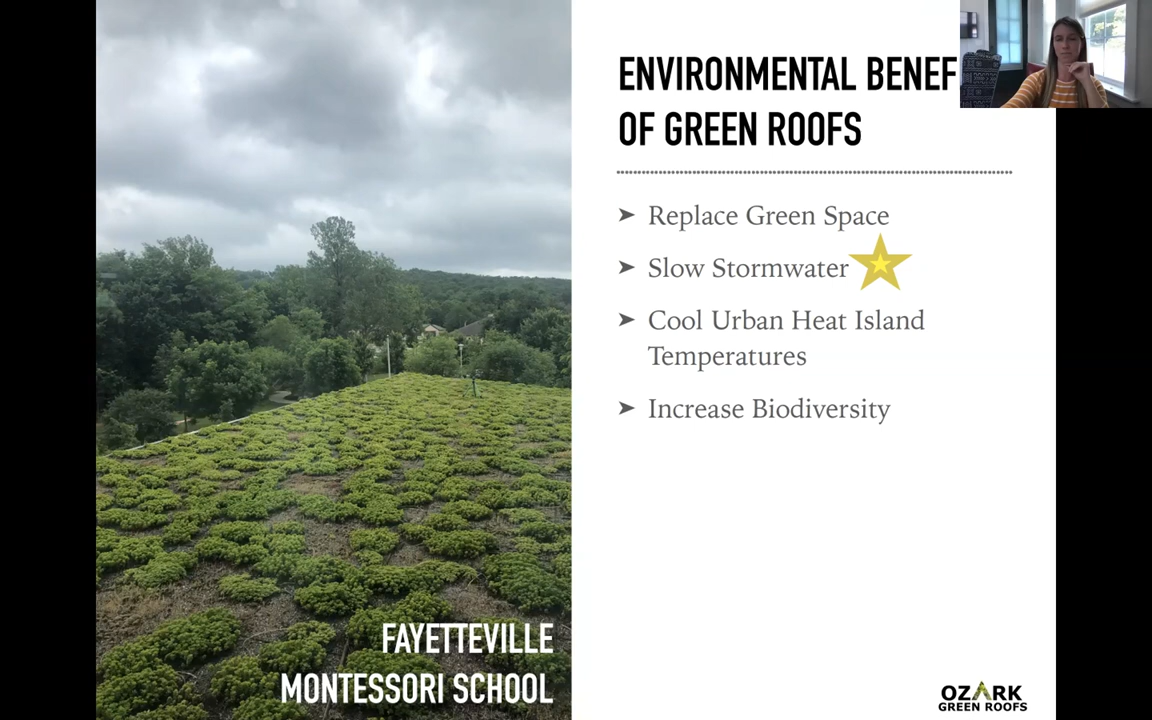 ENVIRONMENTAL BENEF
OF GREEN ROOFS
➤ Replace Green Space
➤ Slow Stormwater
➤ Cool Urban Heat Island
Temperatures
➤ Increase Biodiversity
FAYETTEVILLE
MONTESSORI SCHOOL
OZARK
GREEN ROOFS